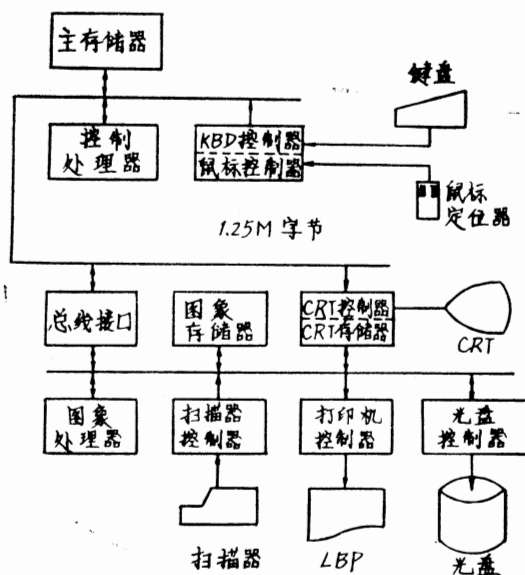 主存储器
键盘
控制
处理器
KBD控制器
鼠标控制器
鼠标
定位器
1.25M 字节
总线接口
图象
存储器
CRT控制器
CRT存储器
CRT
图象
处理器
扫描器
控制器
打印机
控制器
光盘
控制器
扫描器
LBP
光盘